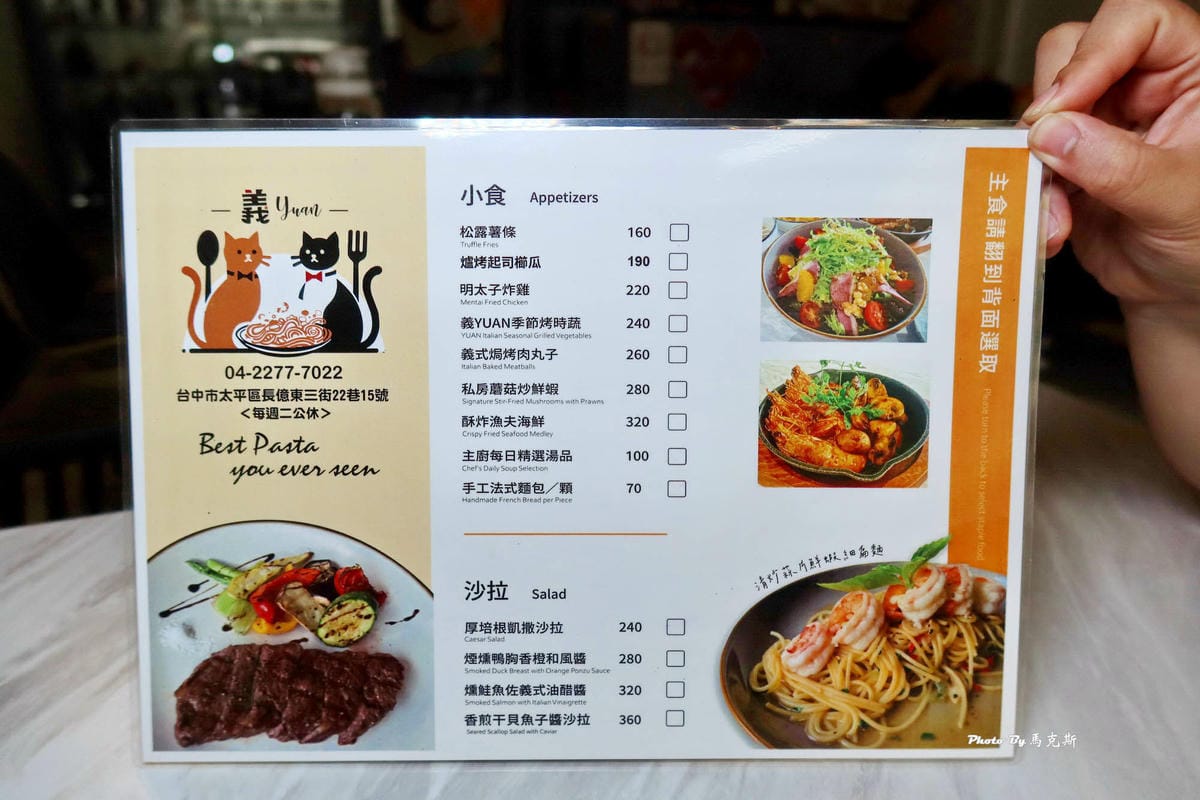 義 Yuan
04-2277-7022
台中市太平區長億東三街22巷15號
<每週二公休>
Best Pasta
you ever seen
小食 Appetizers
松露薯條 160
Truffle Fries
爐烤起司櫛瓜 190
明太子炸雞 220
Mentai Fried Chicken
義YUAN季節烤時蔬 240
YUAN Italian Seasonal Grilled Vegetables
義式焗烤肉丸子 260
Italian Baked Meatballs
私房蘑菇炒鮮蝦 280
Signature Stir-Fried Mushrooms with Prawns
酥炸漁夫海鮮 320
Crispy Fried Seafood Medley
主廚每日精選湯品 100
Chef's Daily Soup Selection
手工法式麵包／顆 70
Handmade French Bread per Piece
沙拉 Salad
厚培根凱撒沙拉 240
Caesar Salad
煙燻鴨胸香橙和風醬 280
Smoked Duck Breast with Orange Ponzu Sauce
燻鮭魚佐義式油醋醬 320
Smoked Salmon with Italian Vinaigrette
香煎干貝魚子醬沙拉 360
Seared Scallop Salad with Caviar
清炒蒜片鮮蝦細扁麵
主食請翻到背面選取
Please turn to the back to select staple food
Photo By 馬克斯